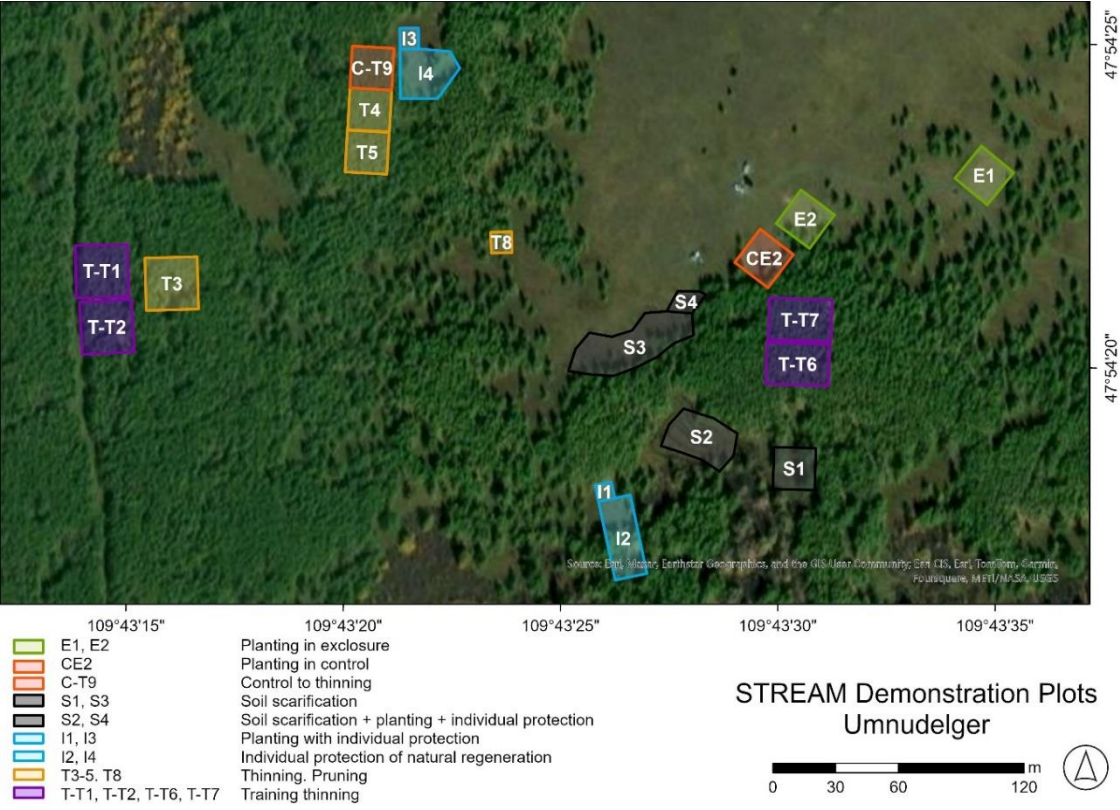 I3
C-T9
I4
T4
T5
E1
E2
T8
CE2
T-T1
T3
T-T2
S4
T-T7
S3
T-T6
S2
S1
I1
I2
47°54'25"
47°54'20"
Source: Esri, Maxar, Earthstar Geographics, and the GIS User Community; Esri CIS, Esri, TomTom, Garmin,
Foursquare, METI/NASA, USGS
109°43'15" 109°43'20" 109°43'25" 109°43'30" 109°43'35"
E1, E2 Planting in exclosure
CE2 Planting in control
C-T9 Control to thinning
S1, S3 Soil scarification
S2, S4 Soil scarification + planting + individual protection
I1, I3 Planting with individual protection
I2, I4 Individual protection of natural regeneration
T3-5. T8 Thinning. Pruning
T-T1, T-T2, T-T6, T-T7 Training thinning
STREAM Demonstration Plots
Umnudelger
m
0 30 60 120